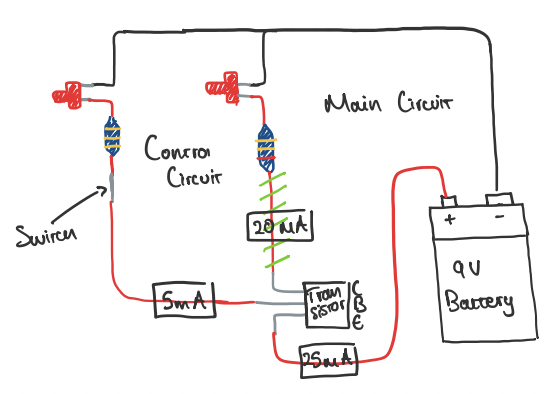 Main Circuit
Control
Circuit
Switch
20mA
+ -
9V
Battery
5mA
Tran
sistor
C
B
E
25mA